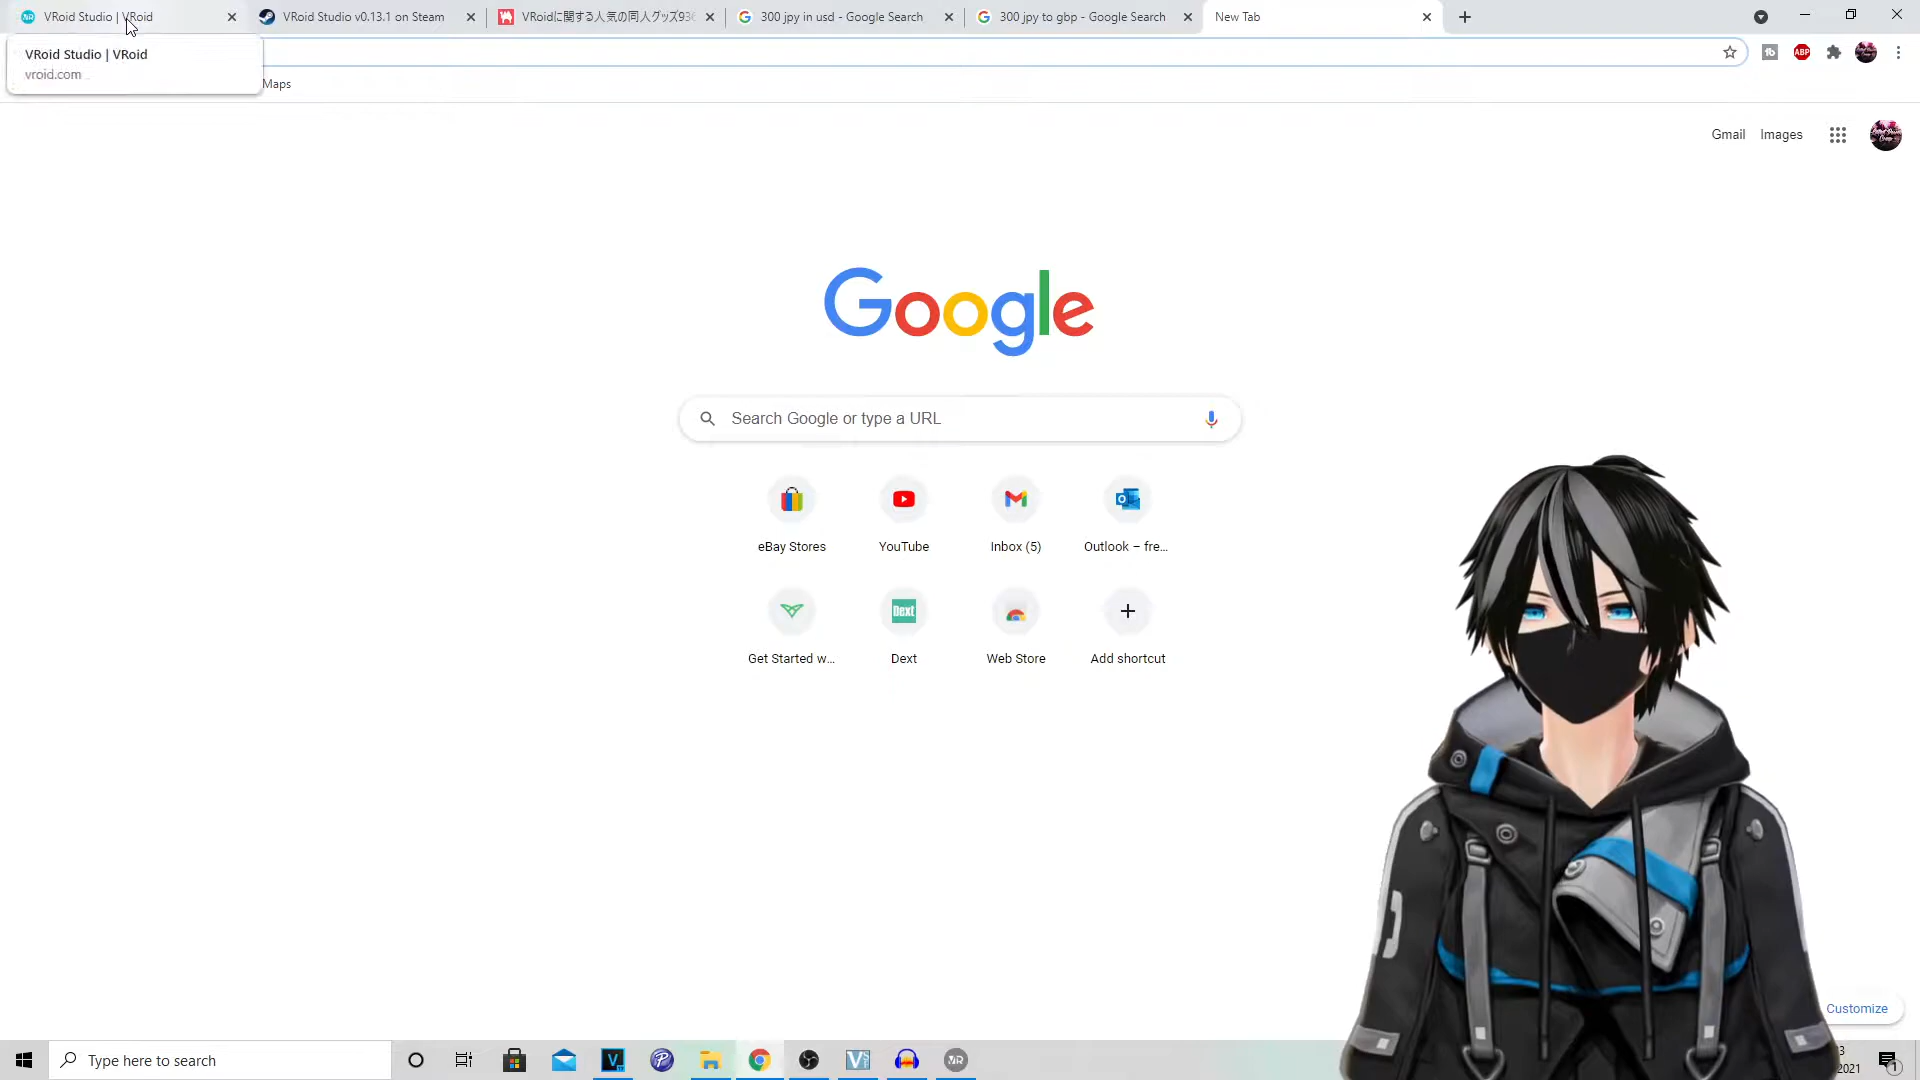 VRoid Studio | VRoid
VRoid Studio v0.13.1 on Steam
VRoidに関する人気の同人グッズ936
300 jpy in usd - Google Search
300 jpy to gbp - Google Search
New Tab
VRoid Studio | VRoid
vroid.com
Maps
ABP
Gmail
Images
Google
Search Google or type a URL
eBay Stores
YouTube
Inbox (5)
Outlook – fre...
Dext
Get Started w...
Dext
Web Store
Add shortcut
Customize
Type here to search
3
2021
1